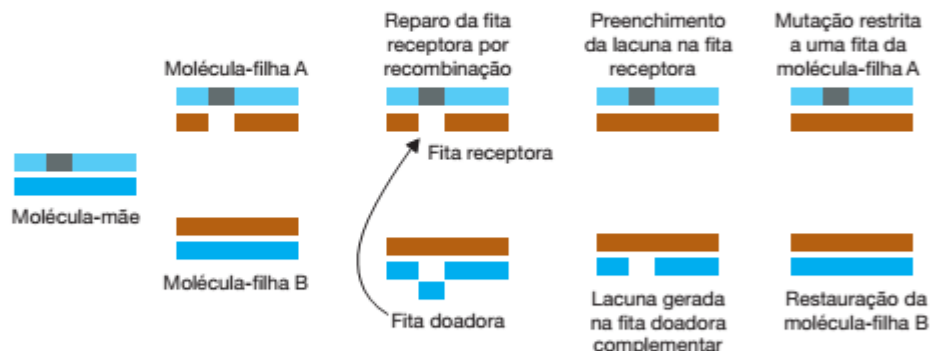 Molécula-mãe
Molécula-filha A
Molécula-filha B
Reparo da fita
receptora por
recombinação
Fita receptora
Fita doadora
Preenchimento
da lacuna na fita
receptora
Lacuna gerada
na fita doadora
complementar
Mutação restrita
a uma fita da
molécula-filha A
Restauração da
molécula-filha B